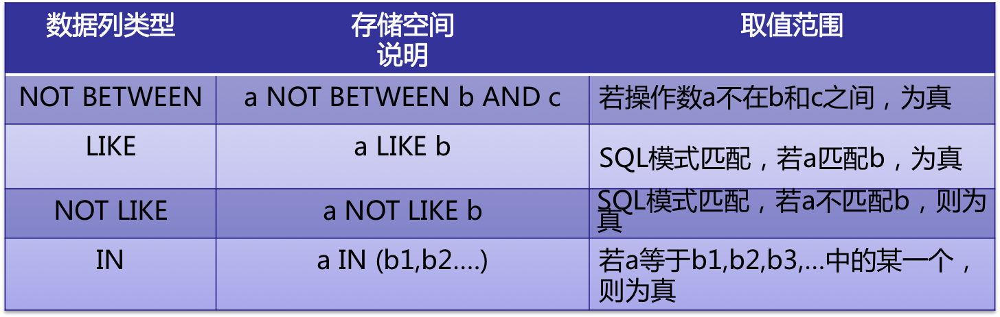 数据列类型
存储空间
说明
取值范围
NOT BETWEEN
a NOT BETWEEN b AND c
若操作数a不在b和c之间，为真
LIKE
a LIKE b
SQL模式匹配，若a匹配b，为真
NOT LIKE
a NOT LIKE b
SQL模式匹配，若a不匹配b，则为
真
IN
a IN (b1,b2....)
若a等于b1,b2,b3,...中的某一个，
则为真